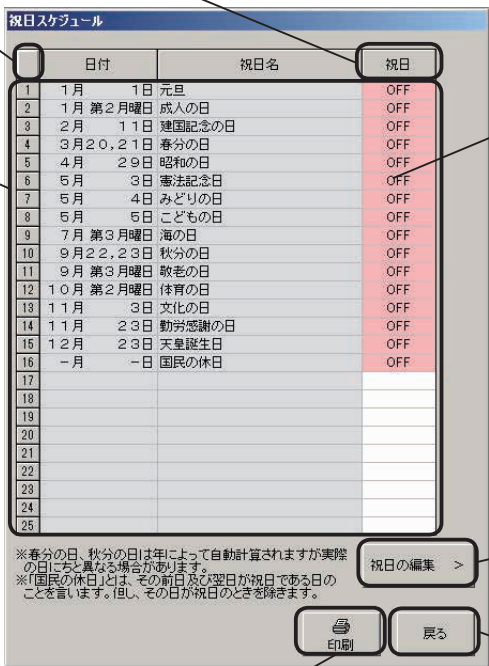 祝日スケジュール
日付 祝日名 祝日
1 1月 1日 元旦 OFF
2 1月 第2月曜日 成人の日 OFF
3 2月 11日 建国記念の日 OFF
4 3月20,21日 春分の日 OFF
5 4月 29日 昭和の日 OFF
6 5月 3日 憲法記念日 OFF
7 5月 4日 みどりの日 OFF
8 5月 5日 こどもの日 OFF
9 7月 第3月曜日 海の日 OFF
10 9月22,23日 秋分の日 OFF
11 9月 第3月曜日 敬老の日 OFF
12 10月 第2月曜日 体育の日 OFF
13 11月 3日 文化の日 OFF
14 11月 23日 勤労感謝の日 OFF
15 12月 23日 天皇誕生日 OFF
16 -月 -日 国民の休日 OFF
17
18
19
20
21
22
23
24
25
※春分の日、秋分の日は年によって自動計算されますが実際
の日にちと異なる場合があります。
※「国民の休日」とは、その前日及び翌日が祝日である日の
ことを言います。但し、その日が祝日のときを除きます。
祝日の編集 >
印刷
戻る